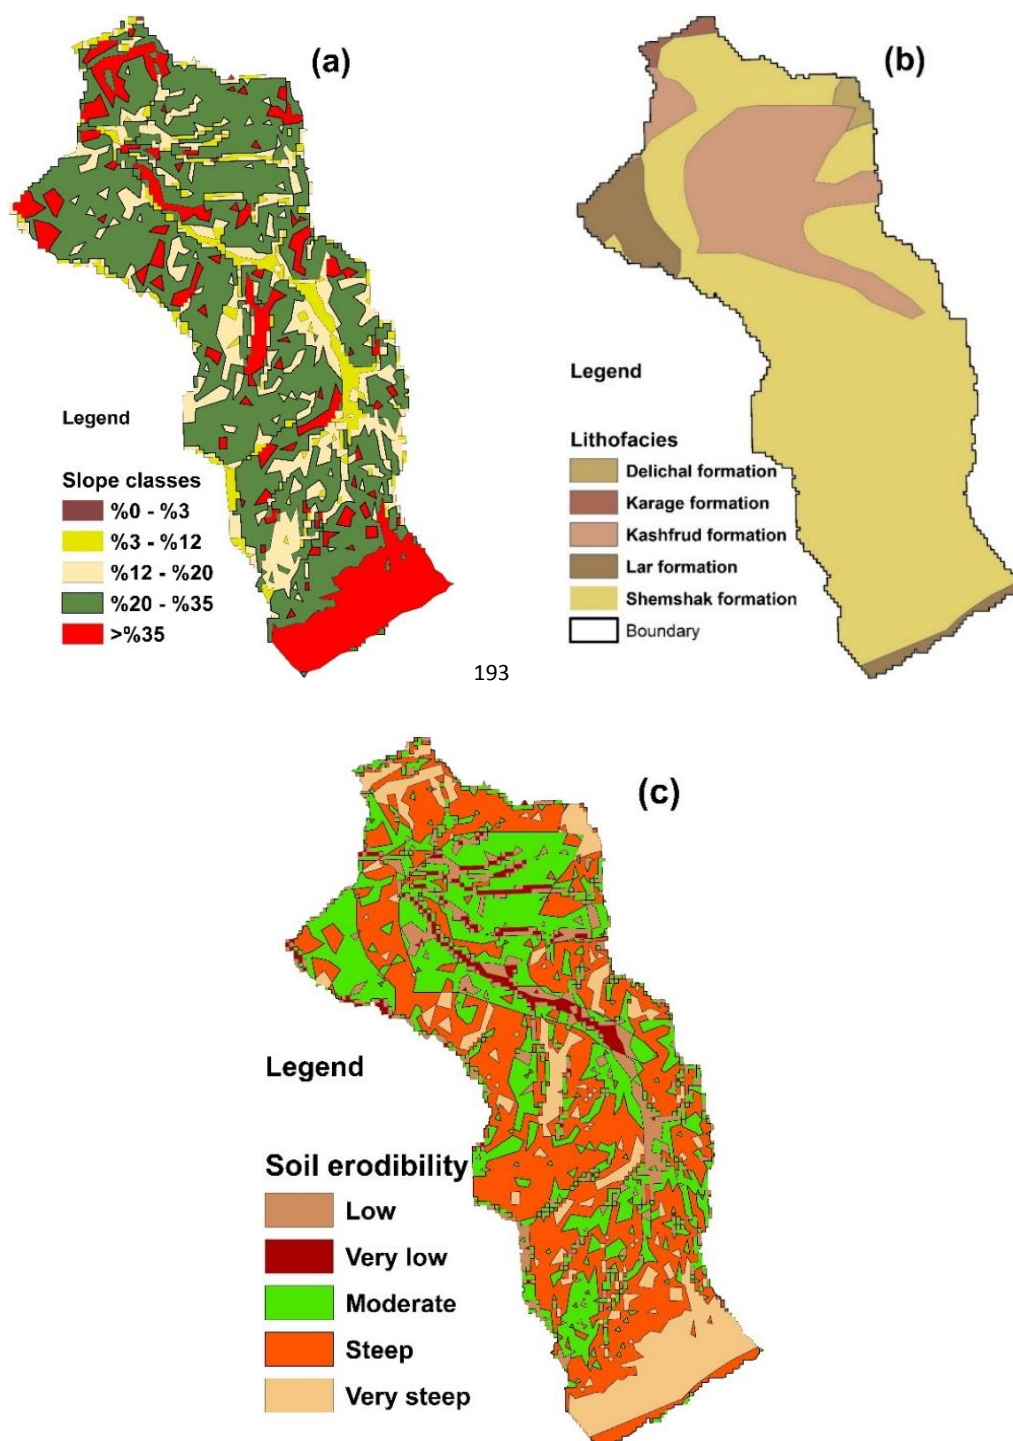 (a)
Legend
Slope classes
%0 - %3
%3 - %12
%12 - %20
%20 - %35
>%35
(b)
Legend
Lithofacies
Delichal formation
Karage formation
Kashfrud formation
Lar formation
Shemshak formation
Boundary
193
(c)
Legend
Soil erodibility
Low
Very low
Moderate
Steep
Very steep